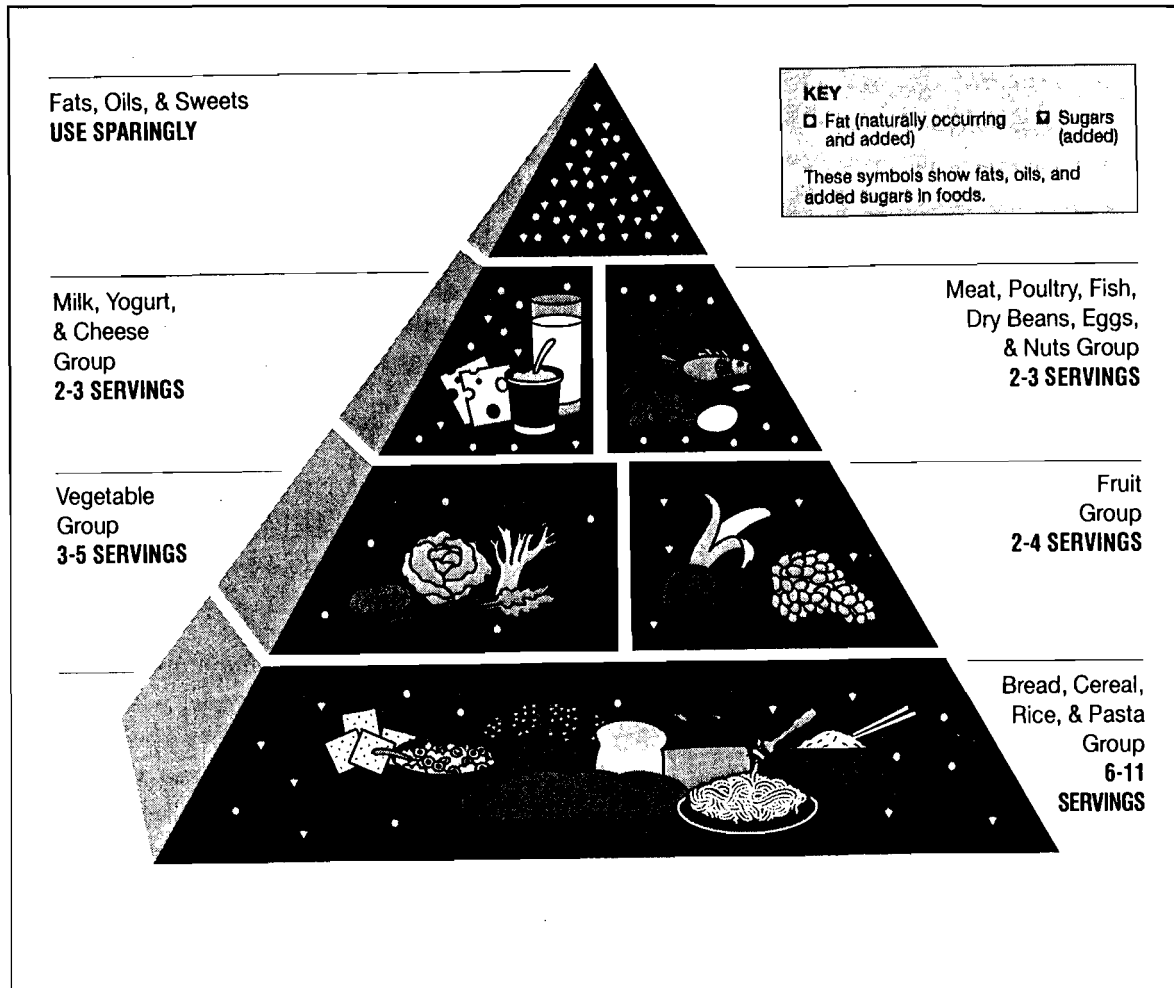 Fats, Oils, & Sweets
USE SPARINGLY
KEY
Fat (naturally occurring
and added)
Sugars
(added)
These symbols show fats, oils, and
added sugars in foods.
Milk, Yogurt,
& Cheese
Group
2-3 SERVINGS
Meat, Poultry, Fish,
Dry Beans, Eggs,
& Nuts Group
2-3 SERVINGS
Vegetable
Group
3-5 SERVINGS
Fruit
Group
2-4 SERVINGS
Bread, Cereal,
Rice, & Pasta
Group
6-11
SERVINGS